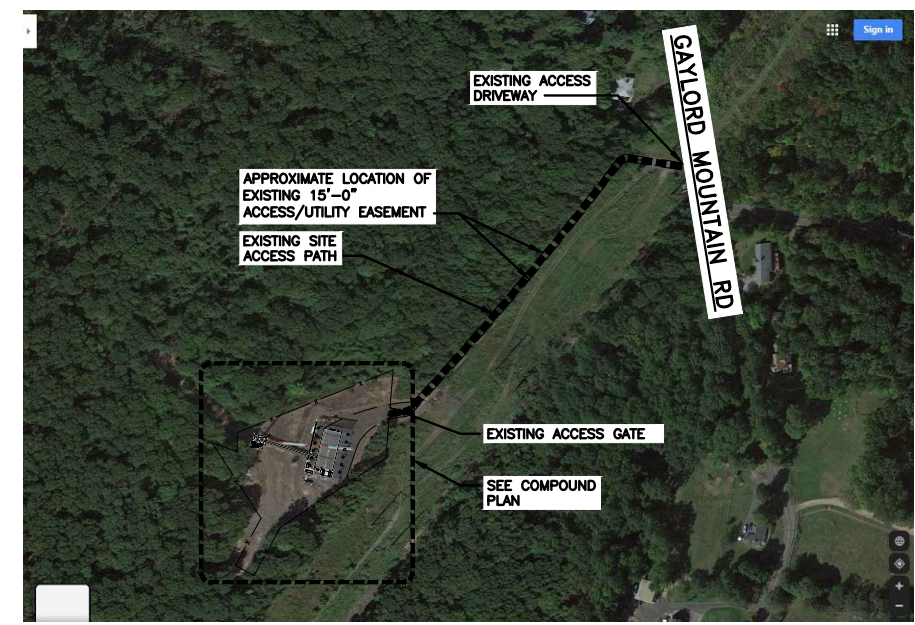 Sign in
GAYLORD MOUNTAIN RD
EXISTING ACCESS
DRIVEWAY
APPROXIMATE LOCATION OF
EXISTING 15'-0"
ACCESS/UTILITY EASEMENT
EXISTING SITE
ACCESS PATH
EXISTING ACCESS GATE
SEE COMPOUND
PLAN